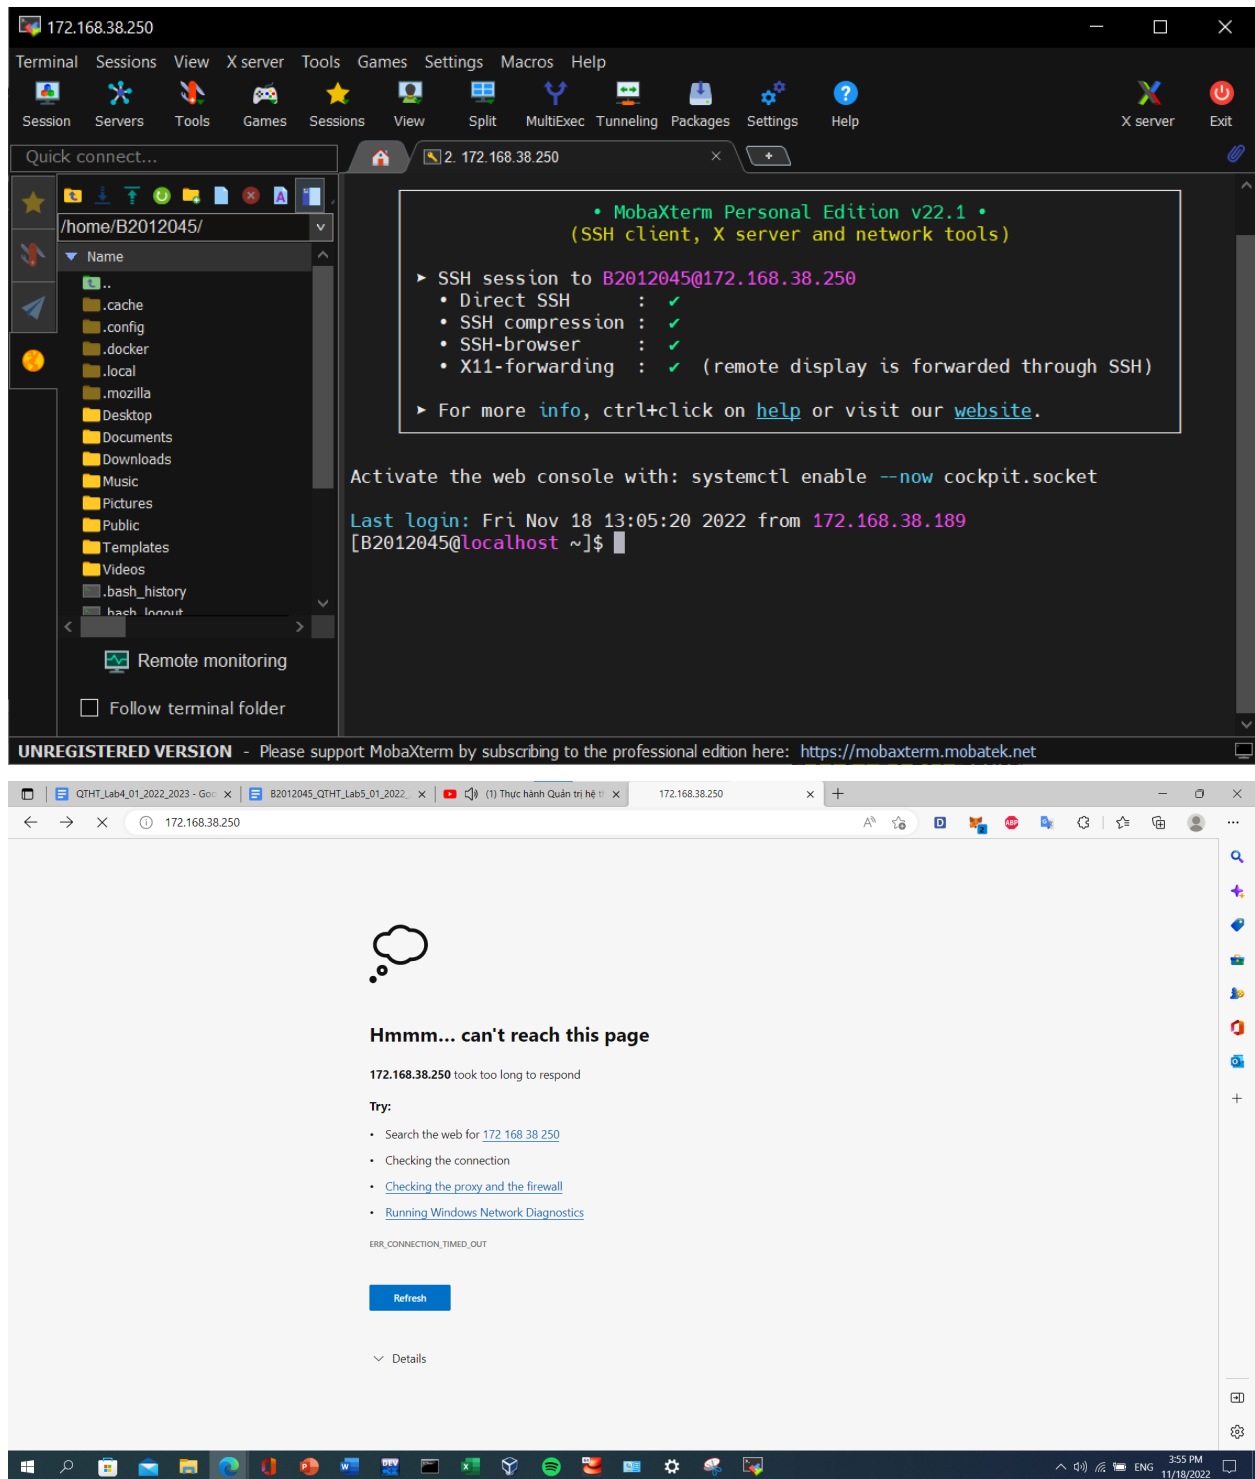 172.168.38.250
Terminal Sessions View X server Tools Games Settings Macros Help
Session Servers Tools Games Sessions View Split MultiExec Tunneling Packages Settings Help X server Exit
Quick connect...
2. 172.168.38.250
/home/B2012045/
Name
..
.cache
.config
.docker
.local
.mozilla
Desktop
Documents
Downloads
Music
Pictures
Public
Templates
Videos
.bash_history
.bash_logout
Remote monitoring
Follow terminal folder
• MobaXterm Personal Edition v22.1 •
(SSH client, X server and network tools)
➤ SSH session to B2012045@172.168.38.250
• Direct SSH : ✔
• SSH compression : ✔
• SSH-browser : ✔
• X11-forwarding : ✔ (remote display is forwarded through SSH)
➤ For more info, ctrl+click on help or visit our website.
Activate the web console with: systemctl enable --now cockpit.socket
Last login: Fri Nov 18 13:05:20 2022 from 172.168.38.189
[B2012045@localhost ~]$
UNREGISTERED VERSION - Please support MobaXterm by subscribing to the professional edition here: https://mobaxterm.mobatek.net
QTHT_Lab4_01_2022_2023 - Goo B2012045_QTHT_Lab5_01_2022_ (1) Thực hành Quản trị hệ t 172.168.38.250
172.168.38.250
Hmmm... can't reach this page
172.168.38.250 took too long to respond
Try:
• Search the web for 172 168 38 250
• Checking the connection
• Checking the proxy and the firewall
• Running Windows Network Diagnostics
ERR_CONNECTION_TIMED_OUT
Refresh
Details
ENG
3:55 PM
11/18/2022